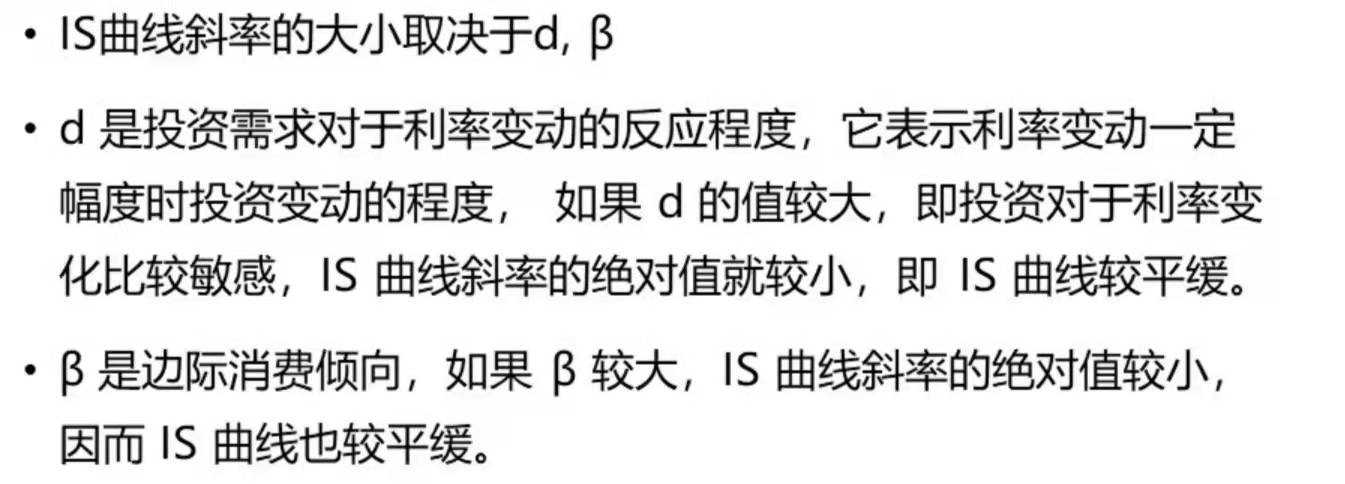 • IS曲线斜率的大小取决于d, β
• d 是投资需求对于利率变动的反应程度，它表示利率变动一定
幅度时投资变动的程度， 如果 d 的值较大，即投资对于利率变
化比较敏感，IS 曲线斜率的绝对值就较小，即 IS 曲线较平缓。
• β 是边际消费倾向，如果 β 较大，IS 曲线斜率的绝对值较小，
因而 IS 曲线也较平缓。